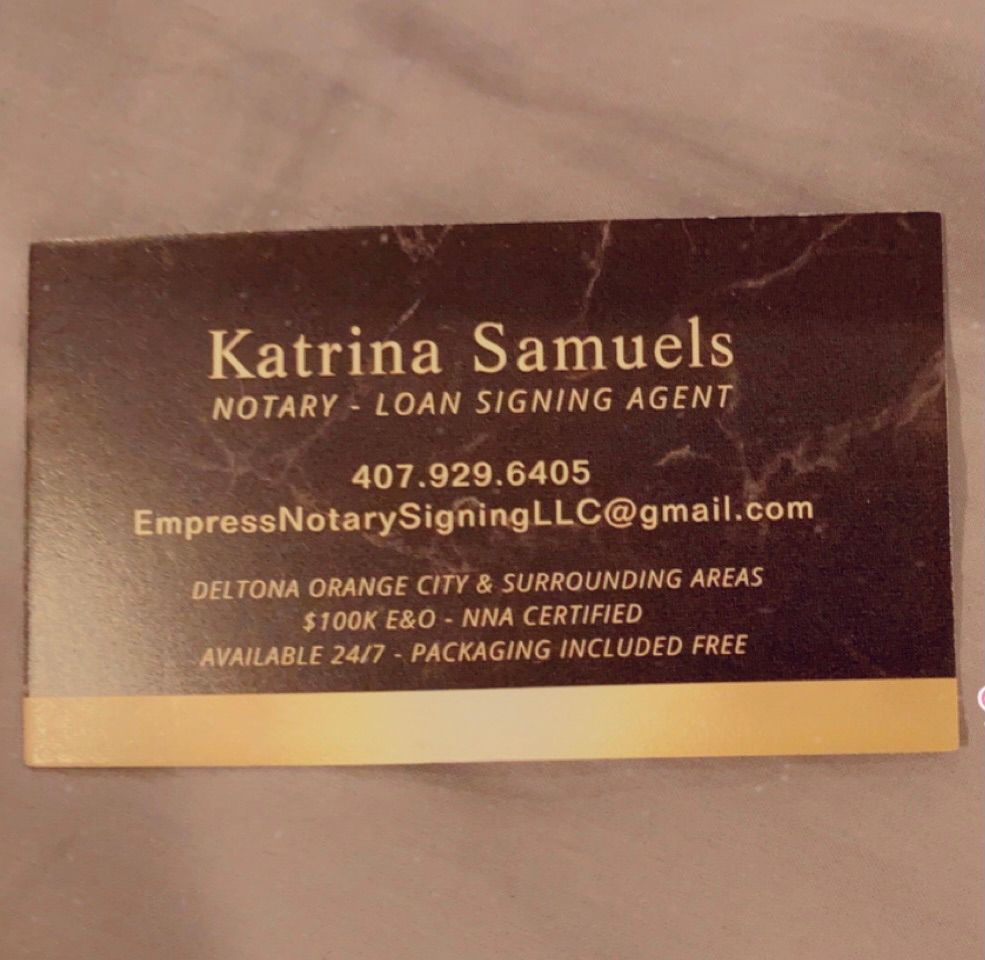 Katrina Samuels
NOTARY - LOAN SIGNING AGENT
407.929.6405
EmpressNotarySigningLLC@gmail.com
DELTONA ORANGE CITY & SURROUNDING AREAS
$100K E&O - NNA CERTIFIED
AVAILABLE 24/7 - PACKAGING INCLUDED FREE